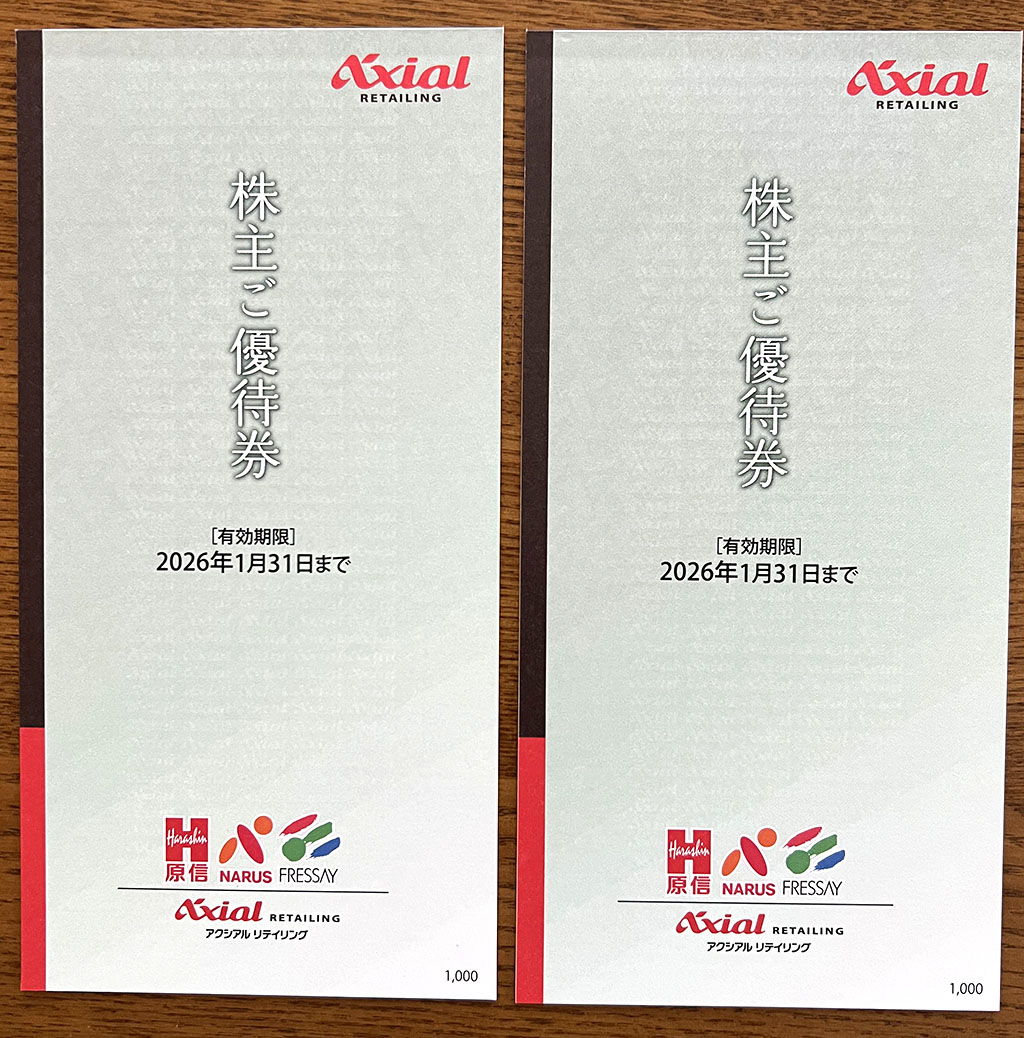 Axial
RETAILING
株主ご優待券
[有効期限]
2026年1月31日まで
Harashin
原信
NARUS
FRESSAY
Axial RETAILING
アクシアル リテイリング
1,000
Axial
RETAILING
株主ご優待券
[有効期限]
2026年1月31日まで
Harashin
原信
NARUS
FRESSAY
Axial RETAILING
アクシアル リテイリング
1,000